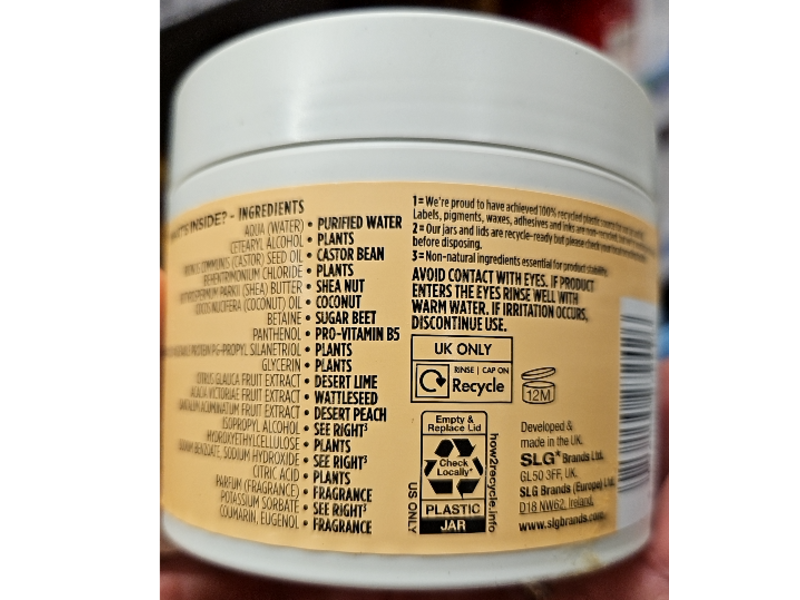 INSIDE? - INGREDIENTS
AQUA (WATER) • PURIFIED WATER
CETEARYL ALCOHOL • PLANTS
COMMUNIS (CASTOR) SEED OIL • CASTOR BEAN
BEHENTRIMONIUM CHLORIDE • PLANTS
PARKII (SHEA) BUTTER • SHEA NUT
COCOS NUCIFERA (COCONUT) OIL • COCONUT
BETAINE • SUGAR BEET
PANTHENOL • PRO-VITAMIN B5
PROTEIN PG-PROPYL SILANETRIOL • PLANTS
GLYCERIN • PLANTS
CITRUS GLAUCA FRUIT EXTRACT • DESERT LIME
ACACIA VICTORIAE FRUIT EXTRACT • WATTLESEED
ACUMINATUM FRUIT EXTRACT • DESERT PEACH
ISOPROPYL ALCOHOL • SEE RIGHT³
HYDROXYETHYLCELLULOSE • PLANTS
BENZOATE, SODIUM HYDROXIDE • SEE RIGHT³
CITRIC ACID • PLANTS
PARFUM (FRAGRANCE) • FRAGRANCE
POTASSIUM SORBATE • SEE RIGHT³
COUMARIN, EUGENOL • FRAGRANCE
1 = We're proud to have achieved 100% recycled plastic
Labels, pigments, waxes, adhesives and inks are
2 = Our jars and lids are recycle-ready but please check
before disposing.
3 = Non-natural ingredients essential for product
AVOID CONTACT WITH EYES. IF PRODUCT
ENTERS THE EYES RINSE WELL WITH
WARM WATER. IF IRRITATION OCCURS,
DISCONTINUE USE.
UK ONLY
RINSE | CAP ON
Recycle
12M
Empty &
Replace Lid
Check
Locally*
PLASTIC
JAR
US ONLY
how2recycle.info
Developed &
made in the UK.
SLG* Brands Ltd.
GL50 3FF, UK.
SLG Brands (Europe) Ltd.
D18 NW62, Ireland.
www.slgbrands.com